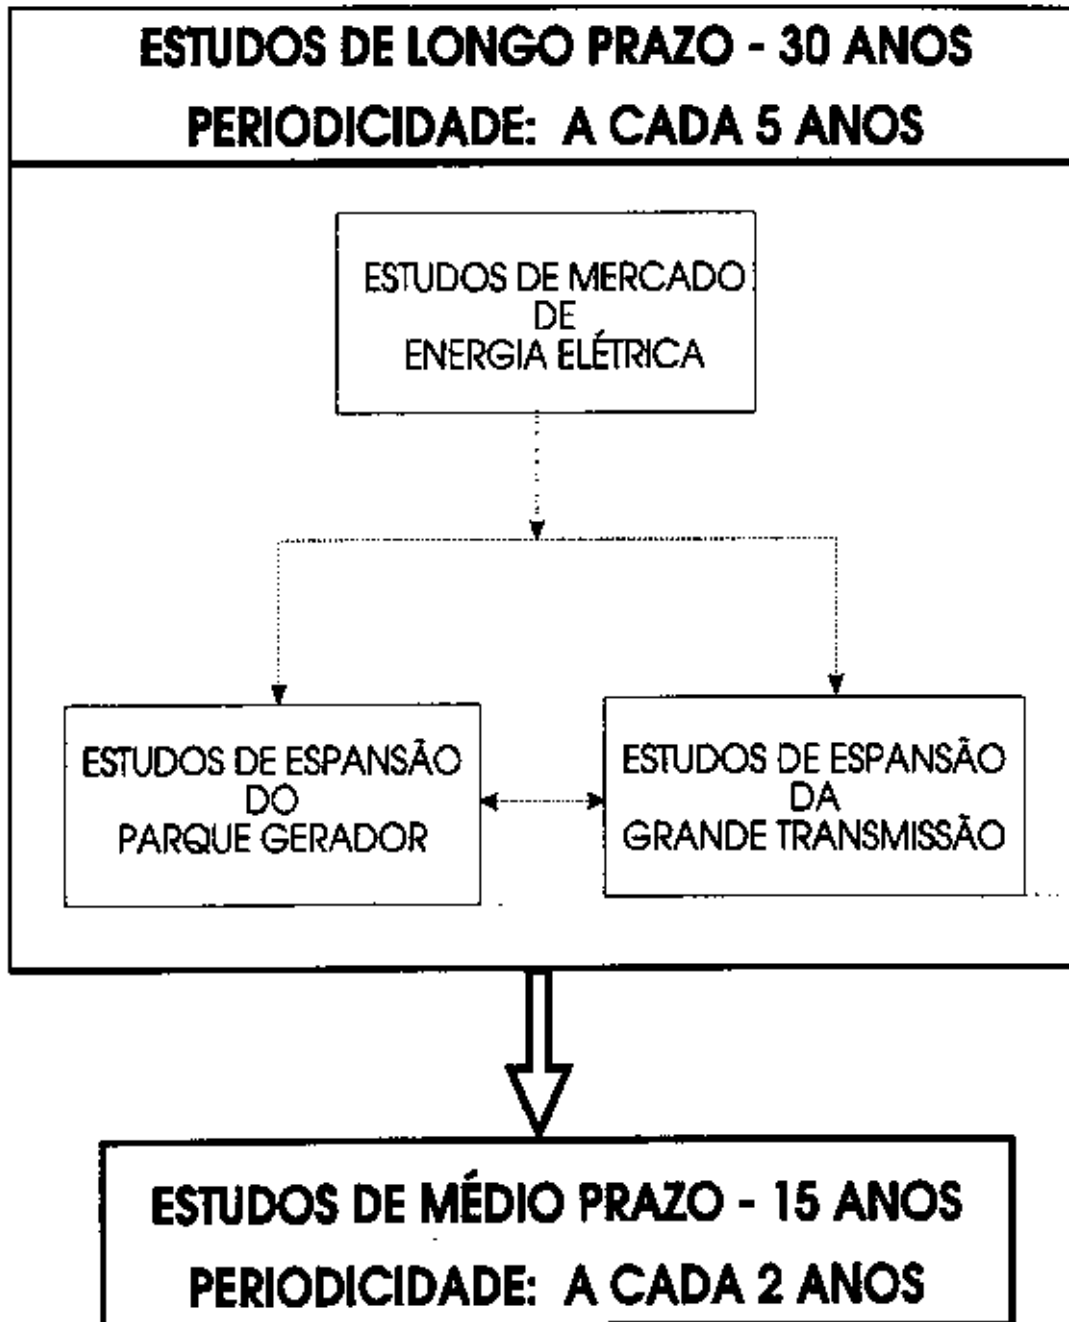 ESTUDOS DE LONGO PRAZO - 30 ANOS
PERIODICIDADE: A CADA 5 ANOS
ESTUDOS DE MERCADO
DE
ENERGIA ELÉTRICA
ESTUDOS DE ESPANSÃO
DO
PARQUE GERADOR
ESTUDOS DE ESPANSÃO
DA
GRANDE TRANSMISSÃO
ESTUDOS DE MÉDIO PRAZO - 15 ANOS
PERIODICIDADE: A CADA 2 ANOS